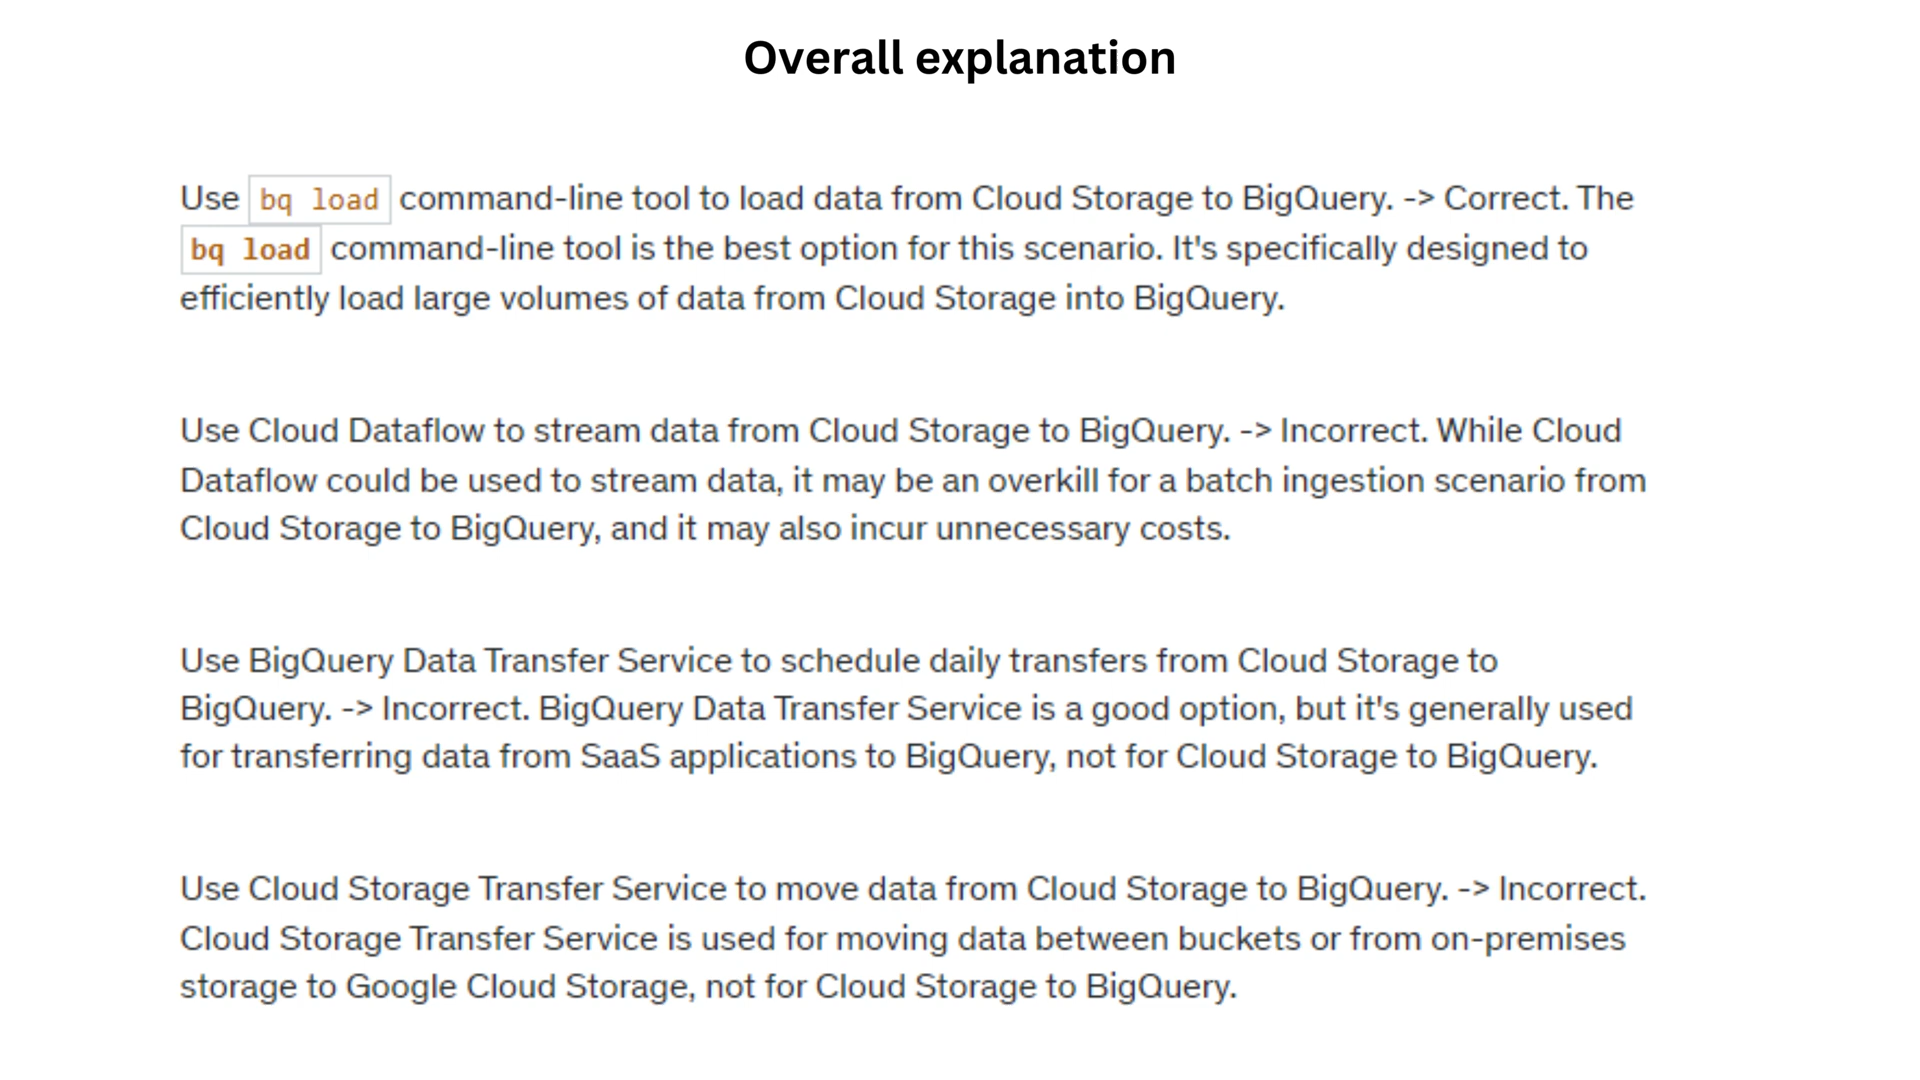 Overall explanation
Use bq load command-line tool to load data from Cloud Storage to BigQuery. -> Correct. The
bq load command-line tool is the best option for this scenario. It's specifically designed to
efficiently load large volumes of data from Cloud Storage into BigQuery.
Use Cloud Dataflow to stream data from Cloud Storage to BigQuery. -> Incorrect. While Cloud
Dataflow could be used to stream data, it may be an overkill for a batch ingestion scenario from
Cloud Storage to BigQuery, and it may also incur unnecessary costs.
Use BigQuery Data Transfer Service to schedule daily transfers from Cloud Storage to
BigQuery. -> Incorrect. BigQuery Data Transfer Service is a good option, but it's generally used
for transferring data from SaaS applications to BigQuery, not for Cloud Storage to BigQuery.
Use Cloud Storage Transfer Service to move data from Cloud Storage to BigQuery. -> Incorrect.
Cloud Storage Transfer Service is used for moving data between buckets or from on-premises
storage to Google Cloud Storage, not for Cloud Storage to BigQuery.